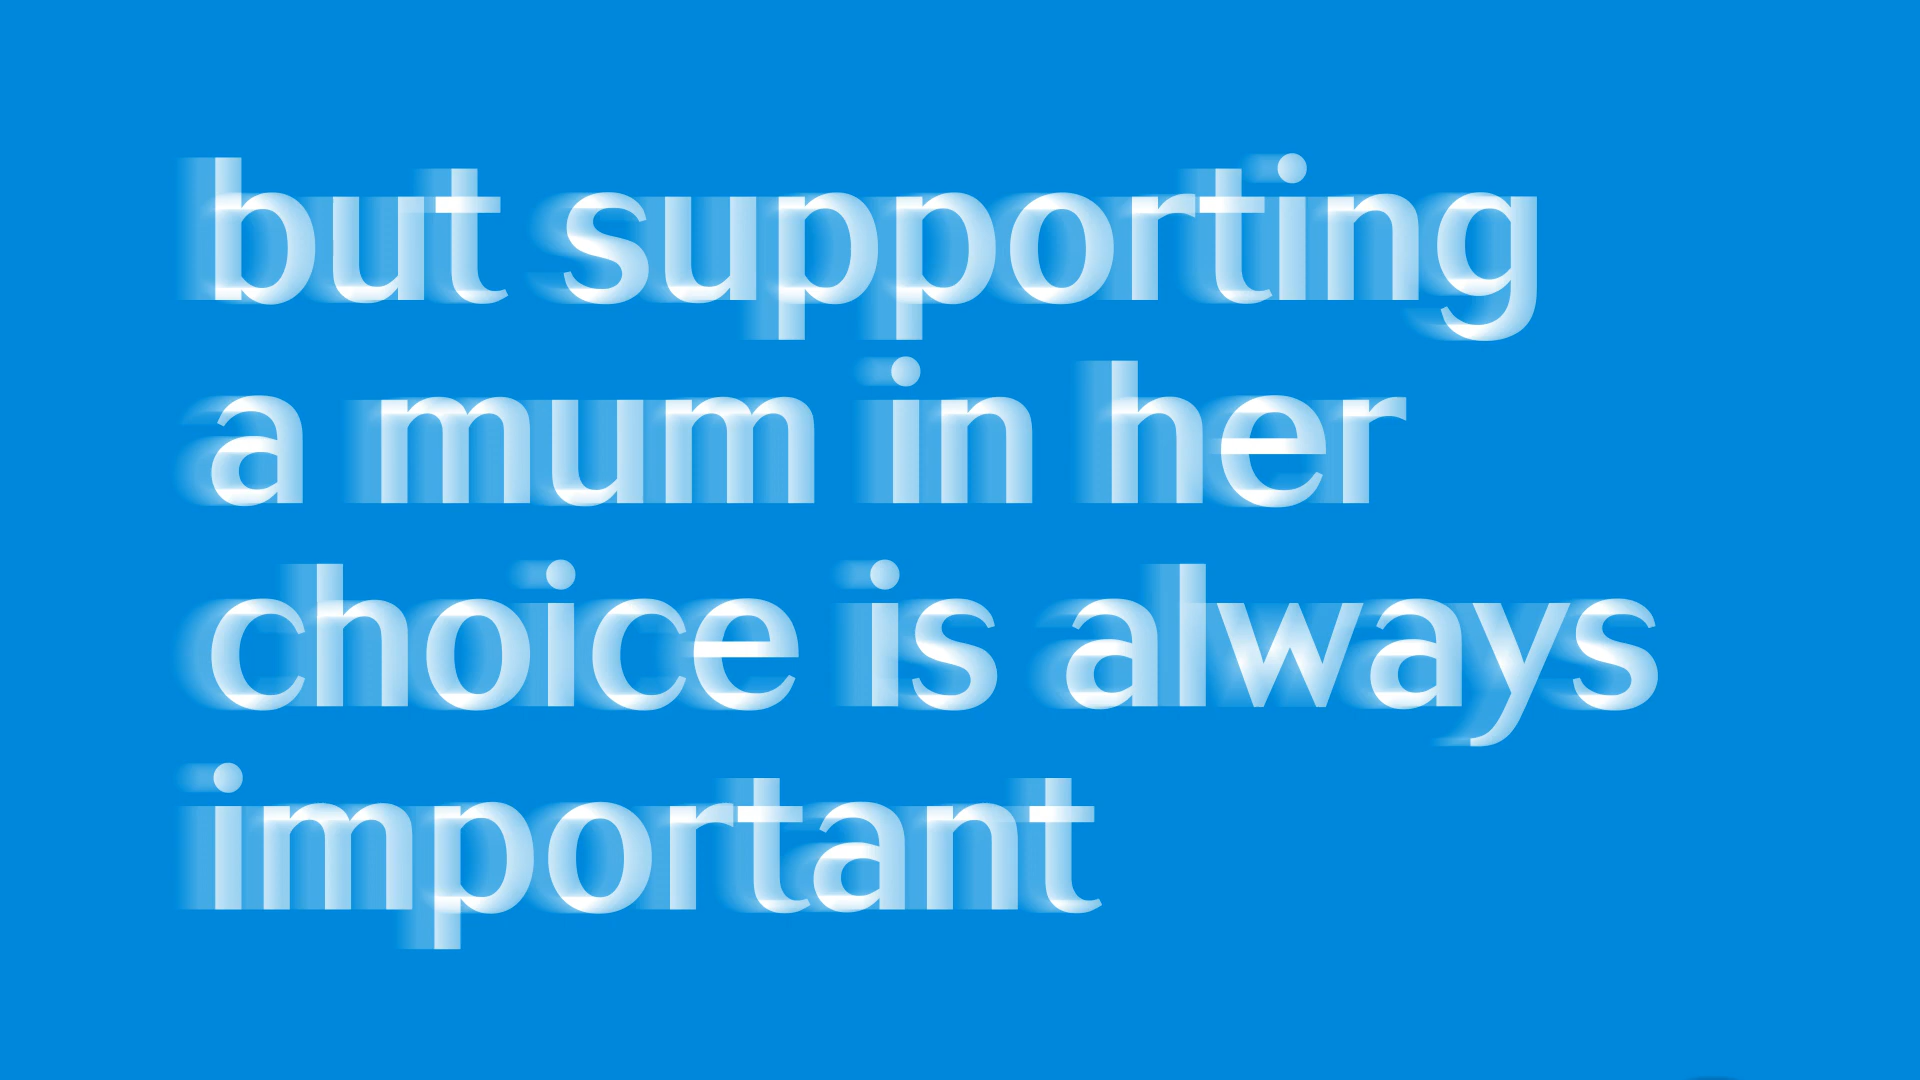 but supporting
a mum in her
choice is always
important